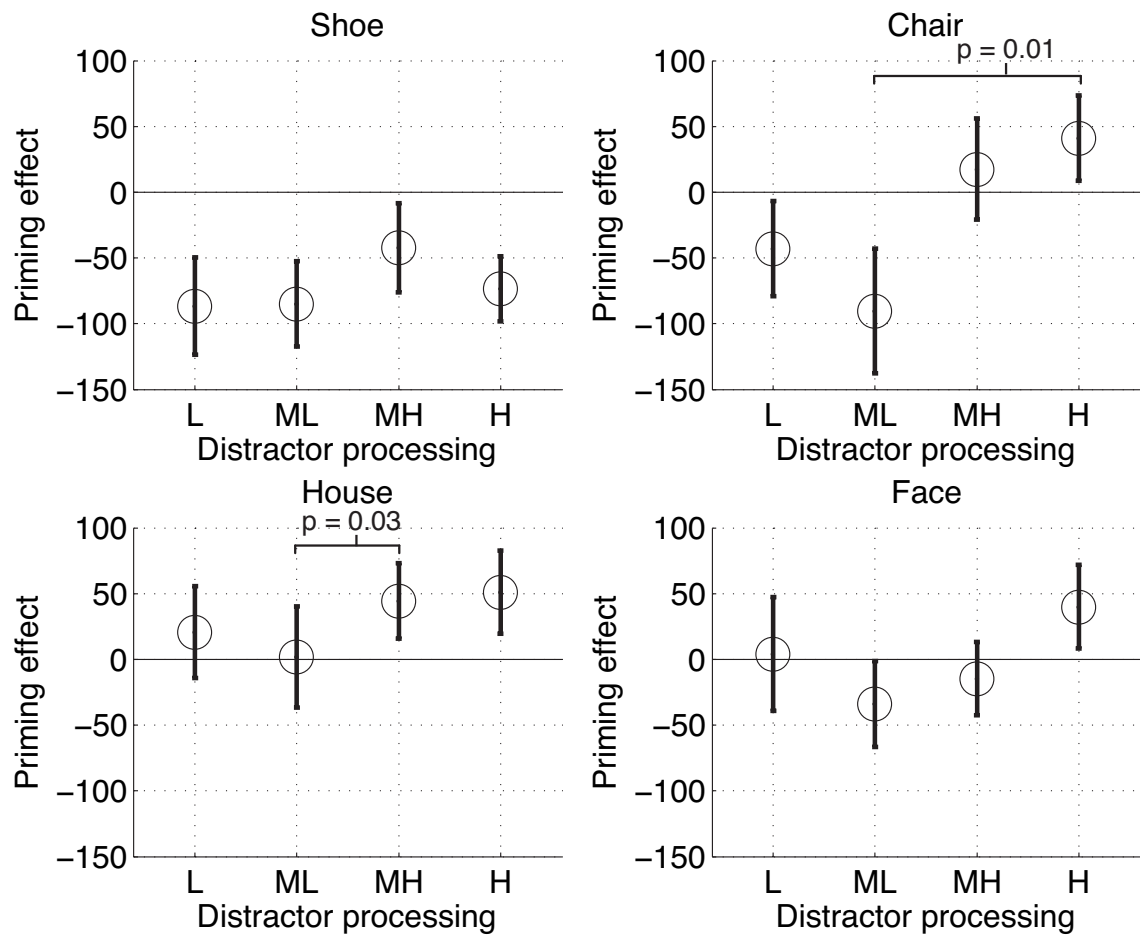 Shoe
100
50
0
−50
−100
−150
Priming effect
L ML MH H
Distractor processing
Chair
p = 0.01
100
50
0
−50
−100
−150
Priming effect
L ML MH H
Distractor processing
House
p = 0.03
100
50
0
−50
−100
−150
Priming effect
L ML MH H
Distractor processing
Face
100
50
0
−50
−100
−150
Priming effect
L ML MH H
Distractor processing